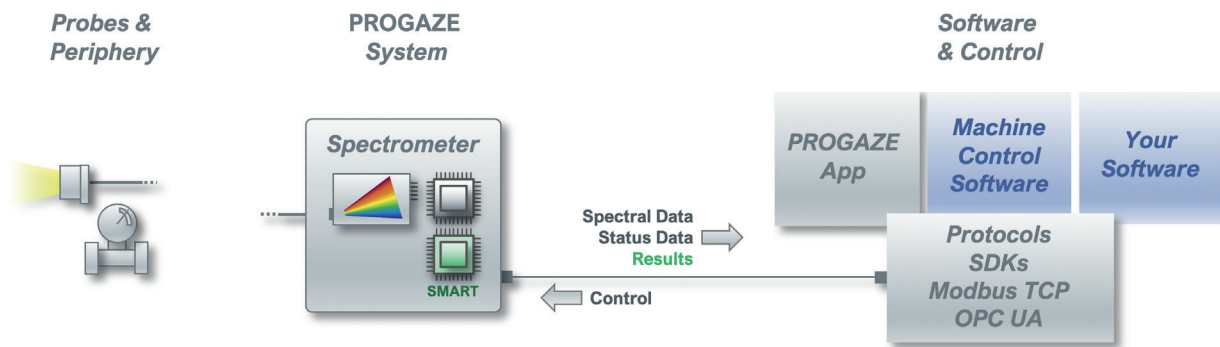 Probes &
Periphery
PROGAZE
System
Software
& Control
Spectrometer
SMART
Spectral Data
Status Data
Results
Control
PROGAZE
App
Machine
Control
Software
Your
Software
Protocols
SDKs
Modbus TCP
OPC UA